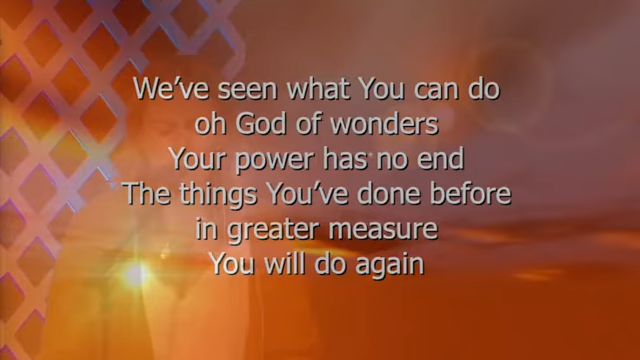 We've seen what You can do
oh God of wonders
Your power has no end
The things You've done before
in greater measure
You will do again